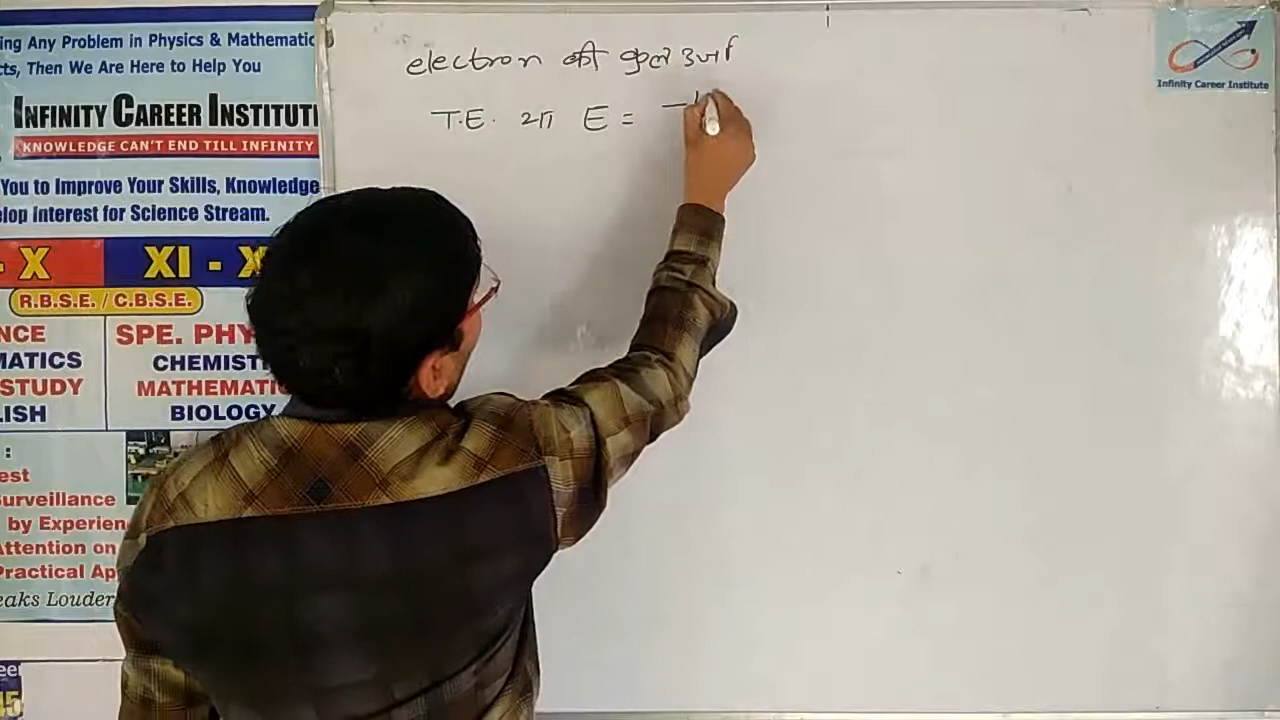 ing Any Problem in Physics & Mathematic
cts, Then We Are Here to Help You
INFINITY CAREER INSTITUTI
KNOWLEDGE CAN'T END TILL INFINITY
You to Improve Your Skills, Knowledge
elop Interest for Science Stream.
- X XI - X
R.B.S.E. / C.B.S.E.
NCE
MATICS
STUDY
LISH
SPE. PHY
CHEMIST
MATHEMATI
BIOLOGY
:
est
Surveillance
by Experien
Attention on
Practical Ap
eaks Louder
45
electron की कुल ऊर्जा
T.E. या E = -
Infinity Career Institute